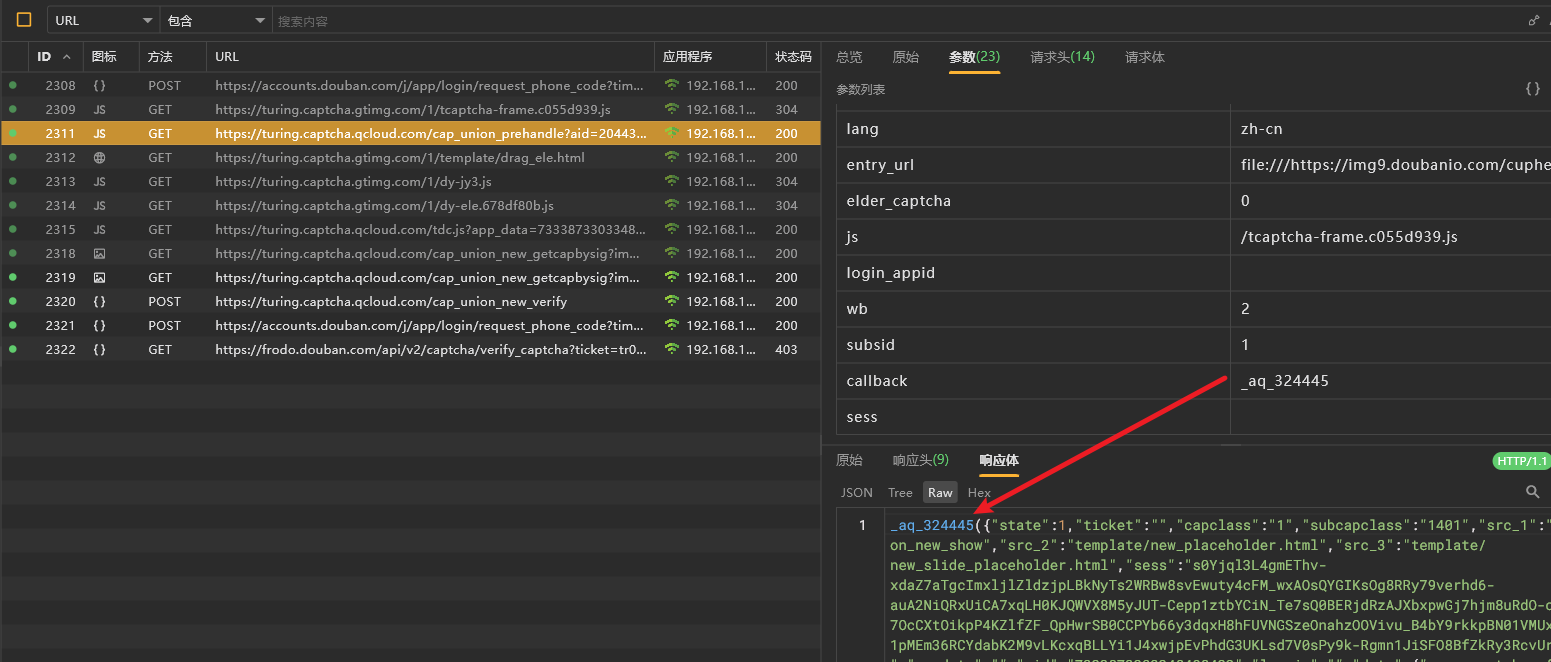 URL 包含 搜索内容
ID 图标 方法 URL 应用程序 状态码
2308 {} POST https://accounts.douban.com/j/app/login/request_phone_code?tim... 192.168.1... 200
2309 JS GET https://turing.captcha.gtimg.com/1/tcaptcha-frame.c055d939.js 192.168.1... 304
2311 JS GET https://turing.captcha.qcloud.com/cap_union_prehandle?aid=20443... 192.168.1... 200
2312 GET https://turing.captcha.gtimg.com/1/template/drag_ele.html 192.168.1... 200
2313 JS GET https://turing.captcha.gtimg.com/1/dy-jy3.js 192.168.1... 304
2314 JS GET https://turing.captcha.gtimg.com/1/dy-ele.678df80b.js 192.168.1... 304
2315 JS GET https://turing.captcha.qcloud.com/tdc.js?app_data=7333873303348... 192.168.1... 200
2318 GET https://turing.captcha.qcloud.com/cap_union_new_getcapbysig?im... 192.168.1... 200
2319 GET https://turing.captcha.qcloud.com/cap_union_new_getcapbysig?im... 192.168.1... 200
2320 {} POST https://turing.captcha.qcloud.com/cap_union_new_verify 192.168.1... 200
2321 {} POST https://accounts.douban.com/j/app/login/request_phone_code?tim... 192.168.1... 200
2322 {} GET https://frodo.douban.com/api/v2/captcha/verify_captcha?ticket=tr0... 192.168.1... 403
总览 原始 参数(23) 请求头(14) 请求体
参数列表 {}
lang zh-cn
entry_url file:///https://img9.doubanio.com/cuphe
elder_captcha 0
js /tcaptcha-frame.c055d939.js
login_appid
wb 2
subsid 1
callback _aq_324445
sess
原始 响应头(9) 响应体 HTTP/1.1
JSON Tree Raw Hex
1 _aq_324445({"state":1,"ticket":"","capclass":"1","subcapclass":"1401","src_1":"
on_new_show","src_2":"template/new_placeholder.html","src_3":"template/
new_slide_placeholder.html","sess":"s0Yjql3L4gmEThv-
xdaZ7aTgcImxljlZldzjpLBkNyTs2WRBw8svEwuty4cFM_wxAOsQYGIKsOg8RRy79verhd6-
auA2NiQRxUiCA7xqLH0KJQWVX8M5yJUT-Cepp1ztbYCiN_Te7sQ0BERjdRzAJXbxpwGj7hjm8uRdO-c
7OcCXtOikpP4KZlfZF_QpHwrSB0CCPYb66y3dqxH8hFUVNGSzeOnahzOOVivu_B4bY9rkkpBN01VMUx
1pMEm36RCYdabK2M9vLKcxqBLLYi1J4xwjpEvPhdG3UKLsd7V0sPy9k-Rgmn1JiSFO8BfZkRy3RcvUr